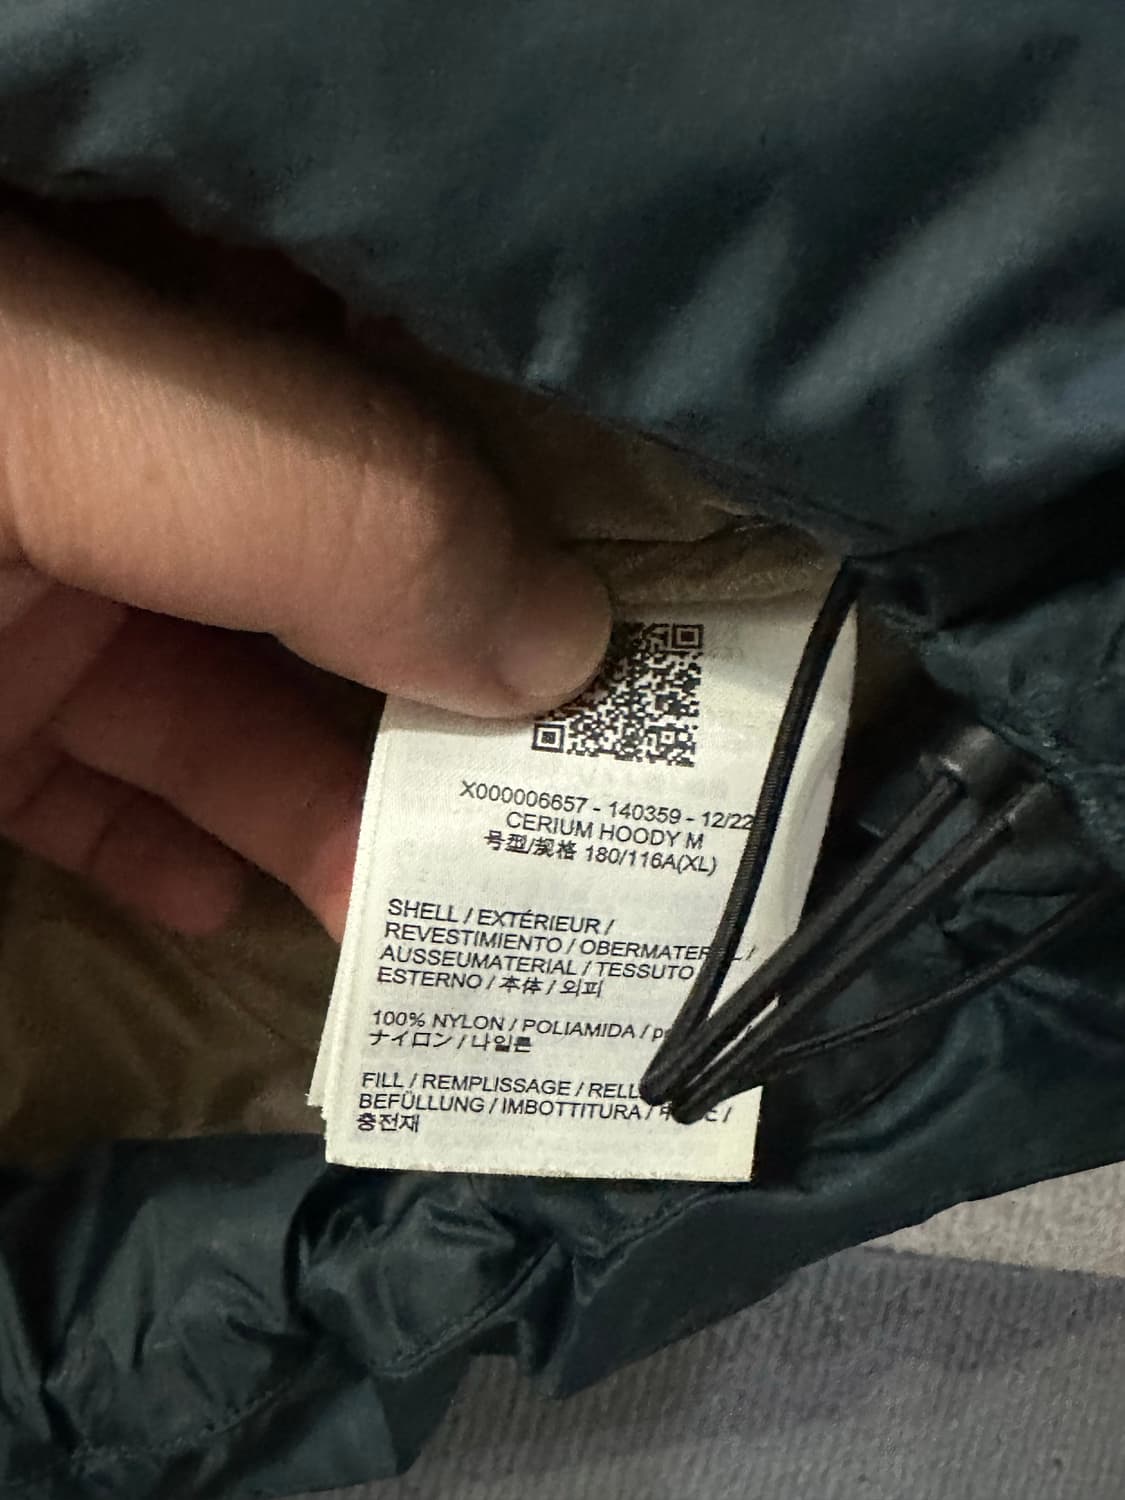 X000006657 - 140359 - 12/22
CERIUM HOODY M
号型/规格 180/116A(XL)
SHELL / EXTÉRIEUR /
REVESTIMIENTO / OBERMATERIAL /
AUSSEUMATERIAL / TESSUTO
ESTERNO / 本体 / 외피
100% NYLON / POLIAMIDA /
ナイロン / 나일론
FILL / REMPLISSAGE /
BEFÜLLUNG / IMBOTTITURA /
충전재